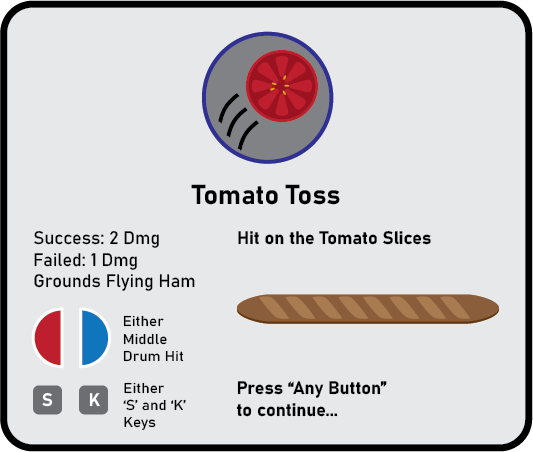 Tomato Toss
Success: 2 Dmg
Failed: 1 Dmg
Grounds Flying Ham
Either
Middle
Drum Hit
S K
Either
‘S’ and ‘K’
Keys
Hit on the Tomato Slices
Press “Any Button”
to continue...